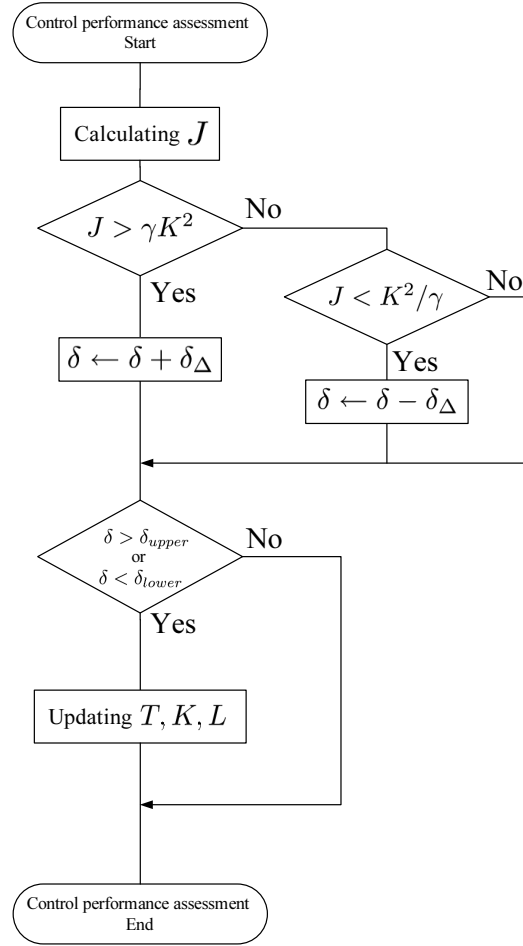 Control performance assessment
Start
Calculating J
J > γK²
No
Yes
J < K²/γ
No
Yes
δ ← δ + δ_Δ
δ ← δ − δ_Δ
δ > δ_upper
or
δ < δ_lower
No
Yes
Updating T, K, L
Control performance assessment
End